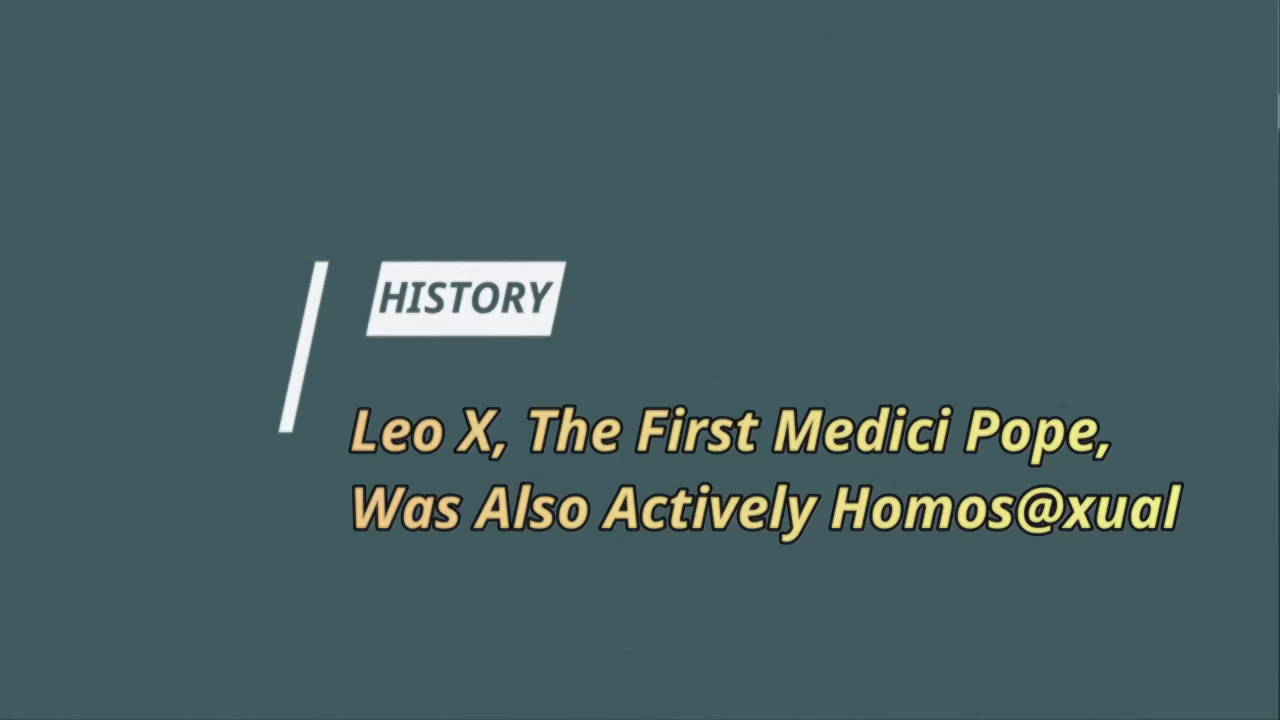 HISTORY
Leo X, The First Medici Pope,
Was Also Actively Homos@xual